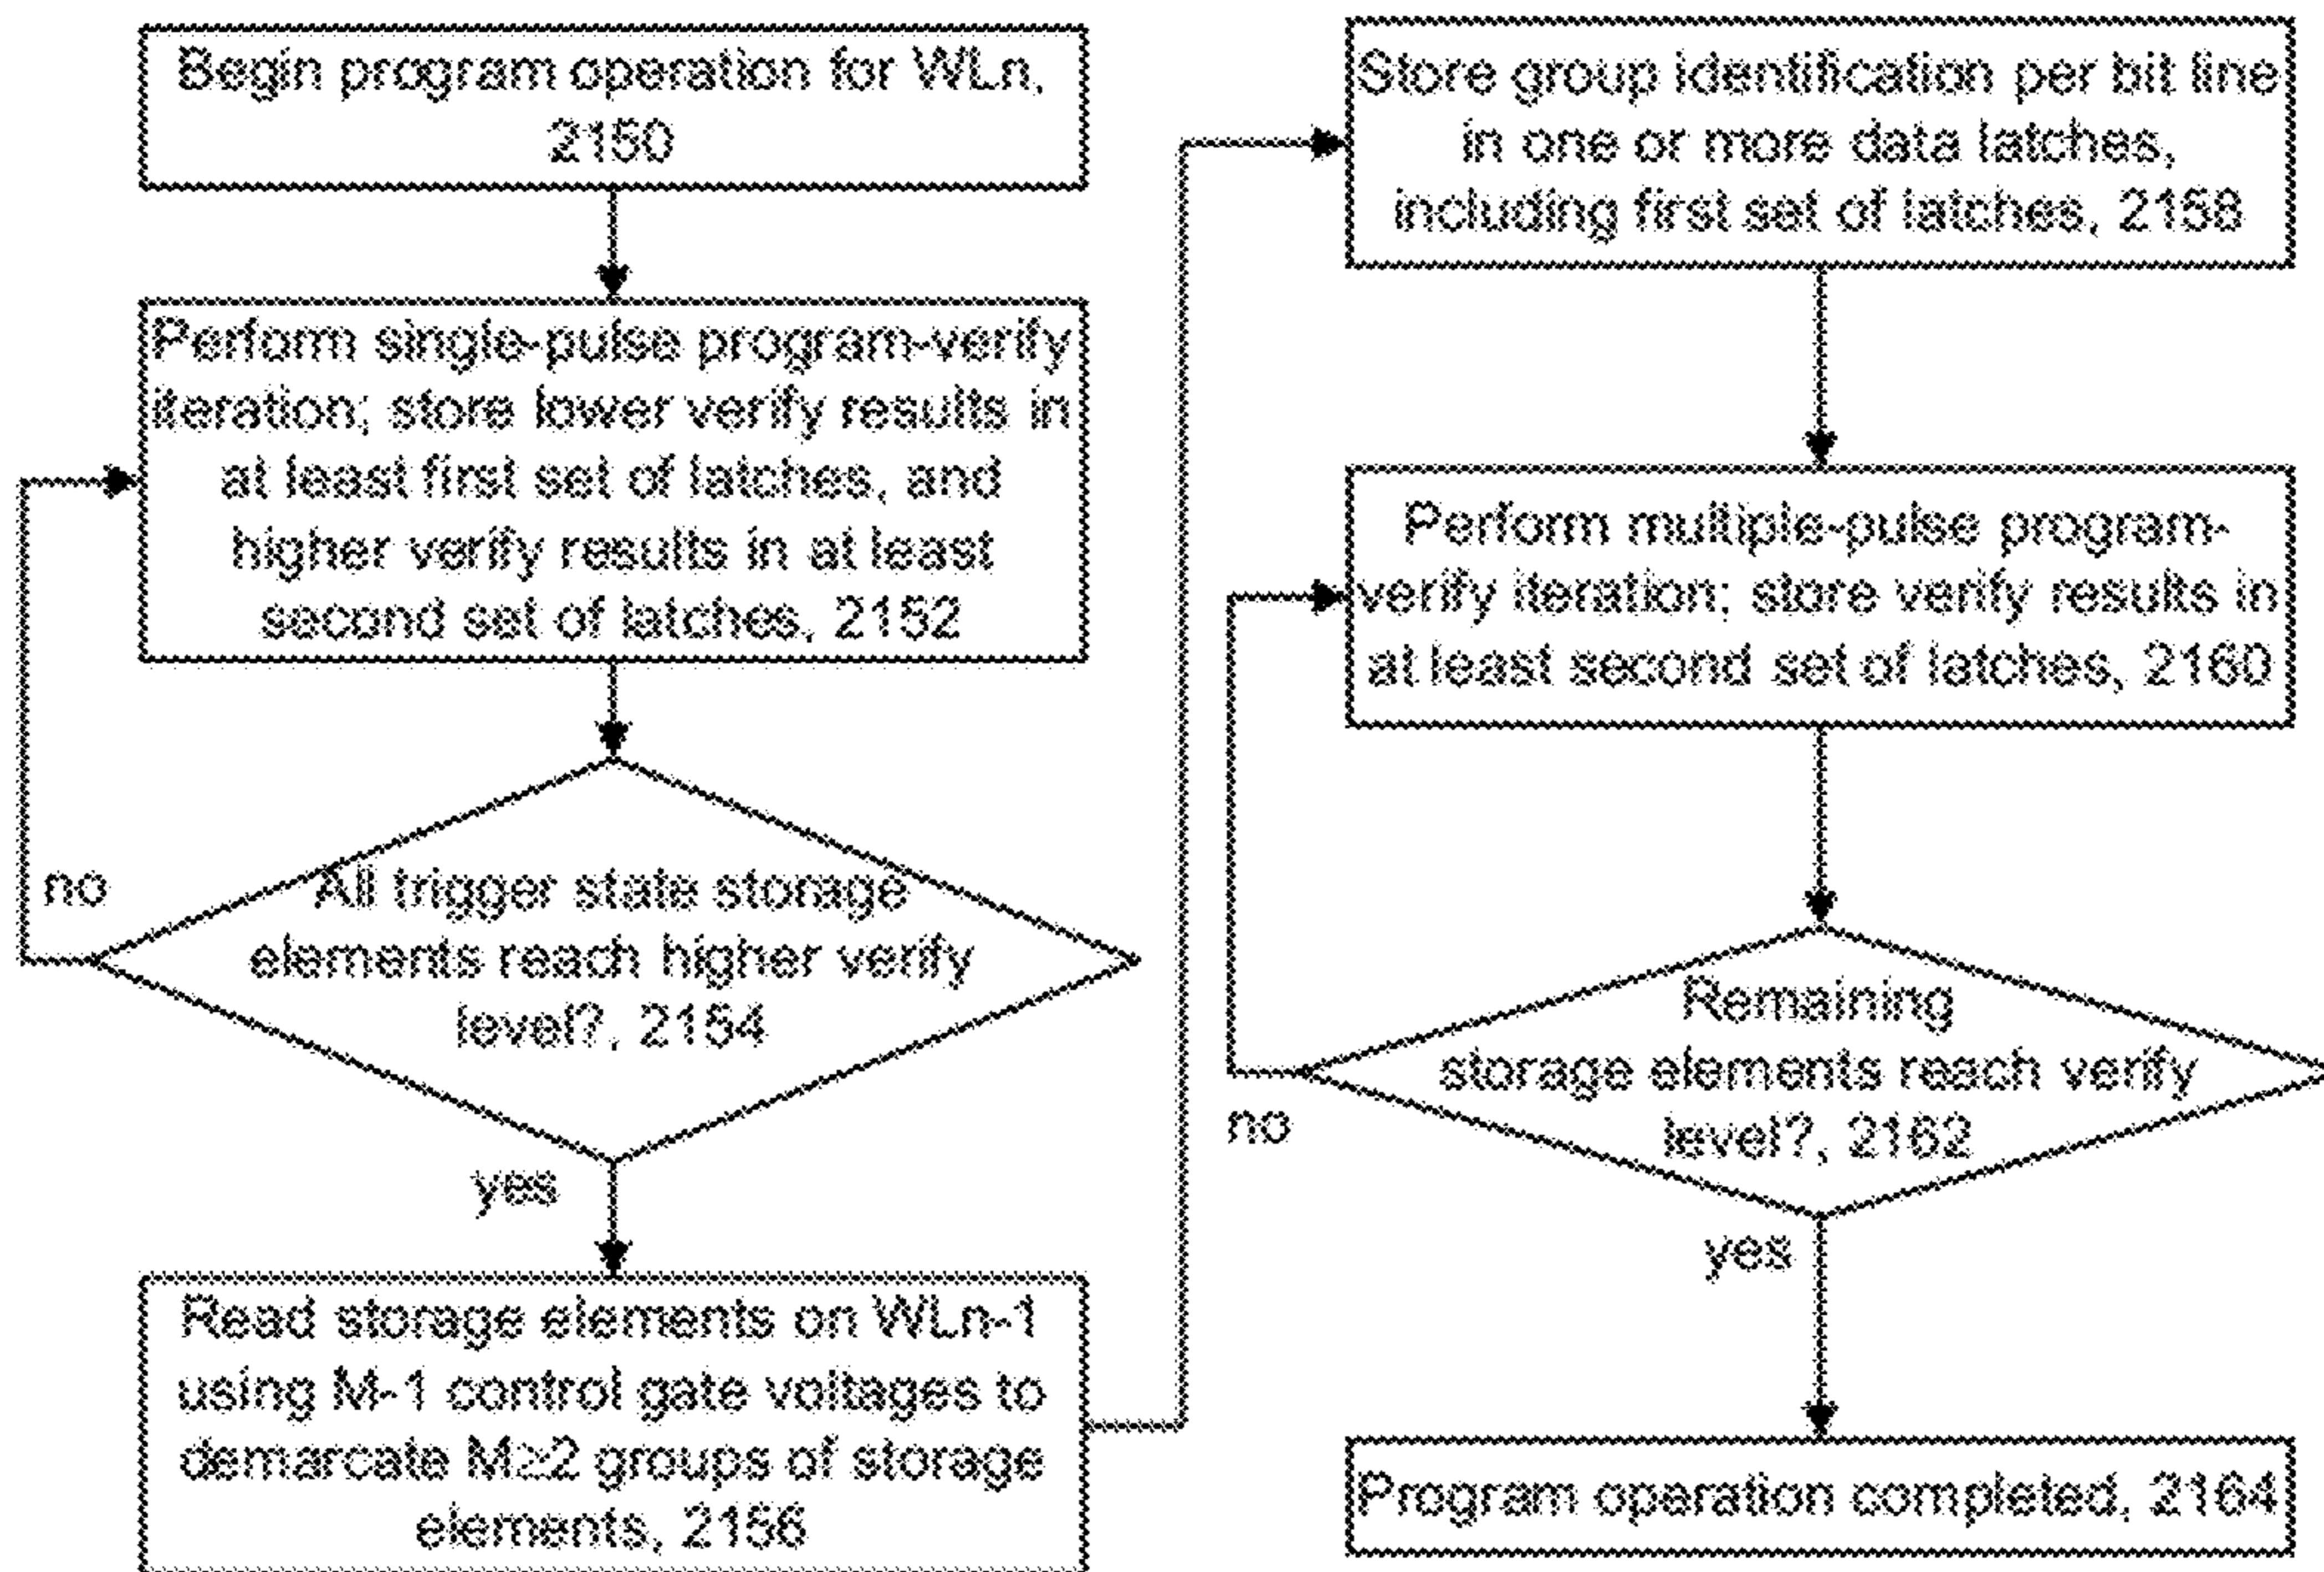 Begin program operation for WLn,
2150
Perform single-pulse program-verify
iteration; store lower verify results in
at least first set of latches, and
higher verify results in at least
second set of latches, 2152
no
All trigger state storage
elements reach higher verify
level?, 2154
yes
Read storage elements on WLn-1
using M-1 control gate voltages to
demarcate M≥2 groups of storage
elements, 2156
Store group identification per bit line
in one or more data latches,
including first set of latches, 2158
Perform multiple-pulse program-
verify iteration; store verify results in
at least second set of latches, 2160
Remaining
storage elements reach verify
level?, 2162
no
yes
Program operation completed, 2164